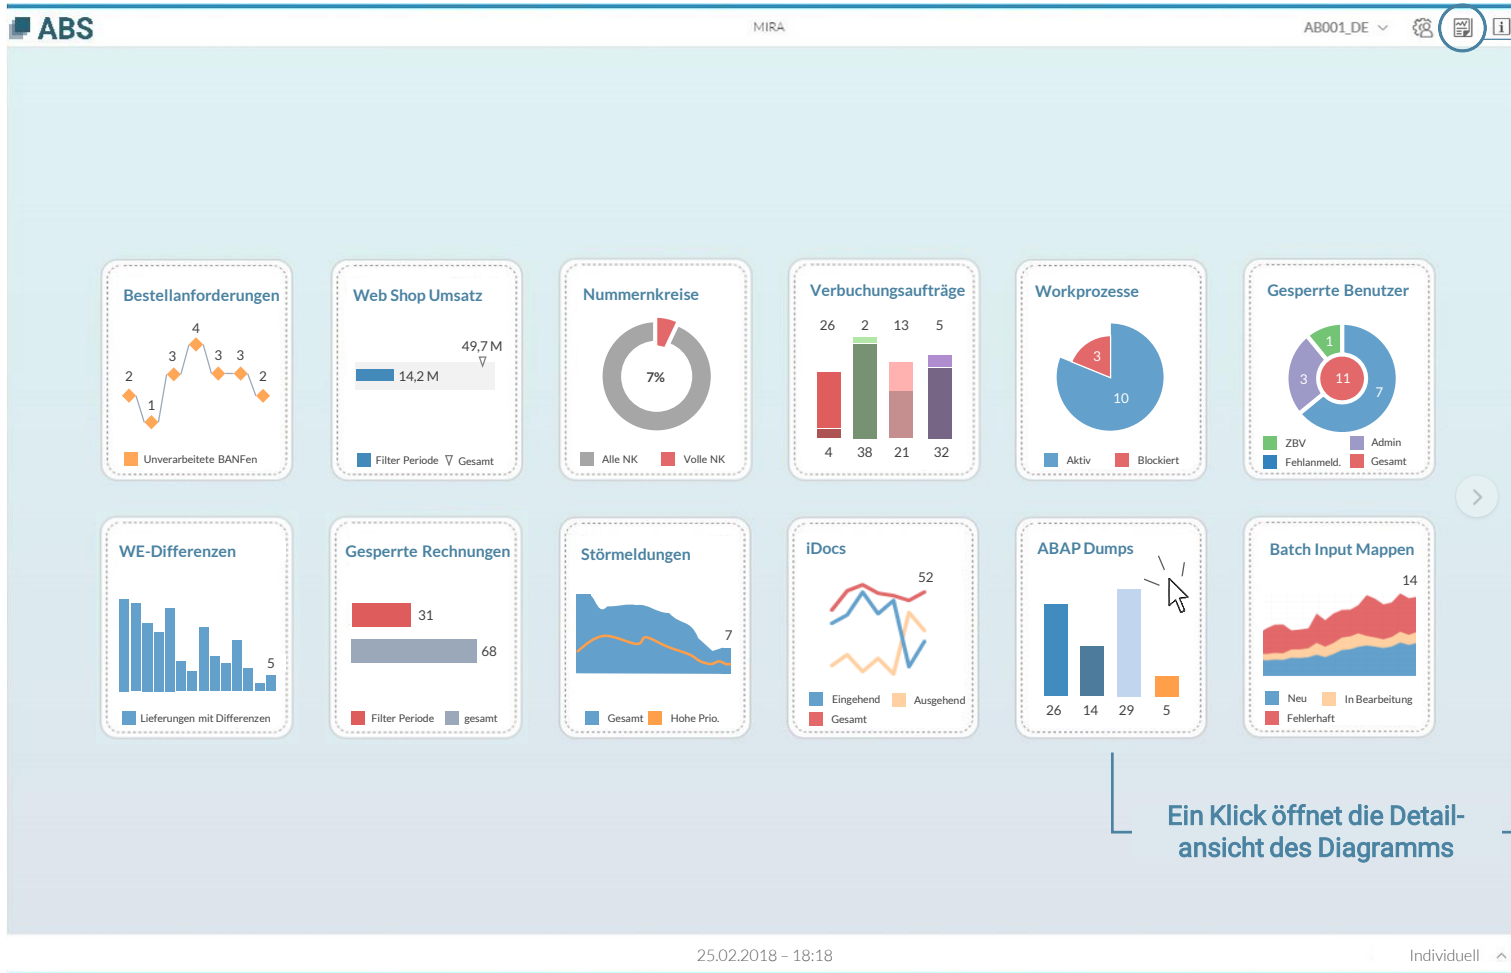 ABS
MIRA
AB001_DE
Bestellanforderungen
2
1
3
4
3
3
2
Unverarbeitete BANFen
Web Shop Umsatz
49,7 M
14,2 M
Filter Periode
Gesamt
Nummernkreise
7%
Alle NK
Volle NK
Verbuchungsaufträge
26 2 13 5
4 38 21 32
Workprozesse
3
10
Aktiv
Blockiert
Gesperrte Benutzer
1
3
11
7
ZBV
Admin
Fehlanmeld.
Gesamt
WE-Differenzen
5
Lieferungen mit Differenzen
Gesperrte Rechnungen
31
68
Filter Periode
gesamt
Störmeldungen
7
Gesamt
Hohe Prio.
iDocs
52
Eingehend
Ausgehend
Gesamt
ABAP Dumps
26 14 29 5
Batch Input Mappen
14
Neu
In Bearbeitung
Fehlerhaft
Ein Klick öffnet die Detail-
ansicht des Diagramms
25.02.2018 – 18:18
Individuell